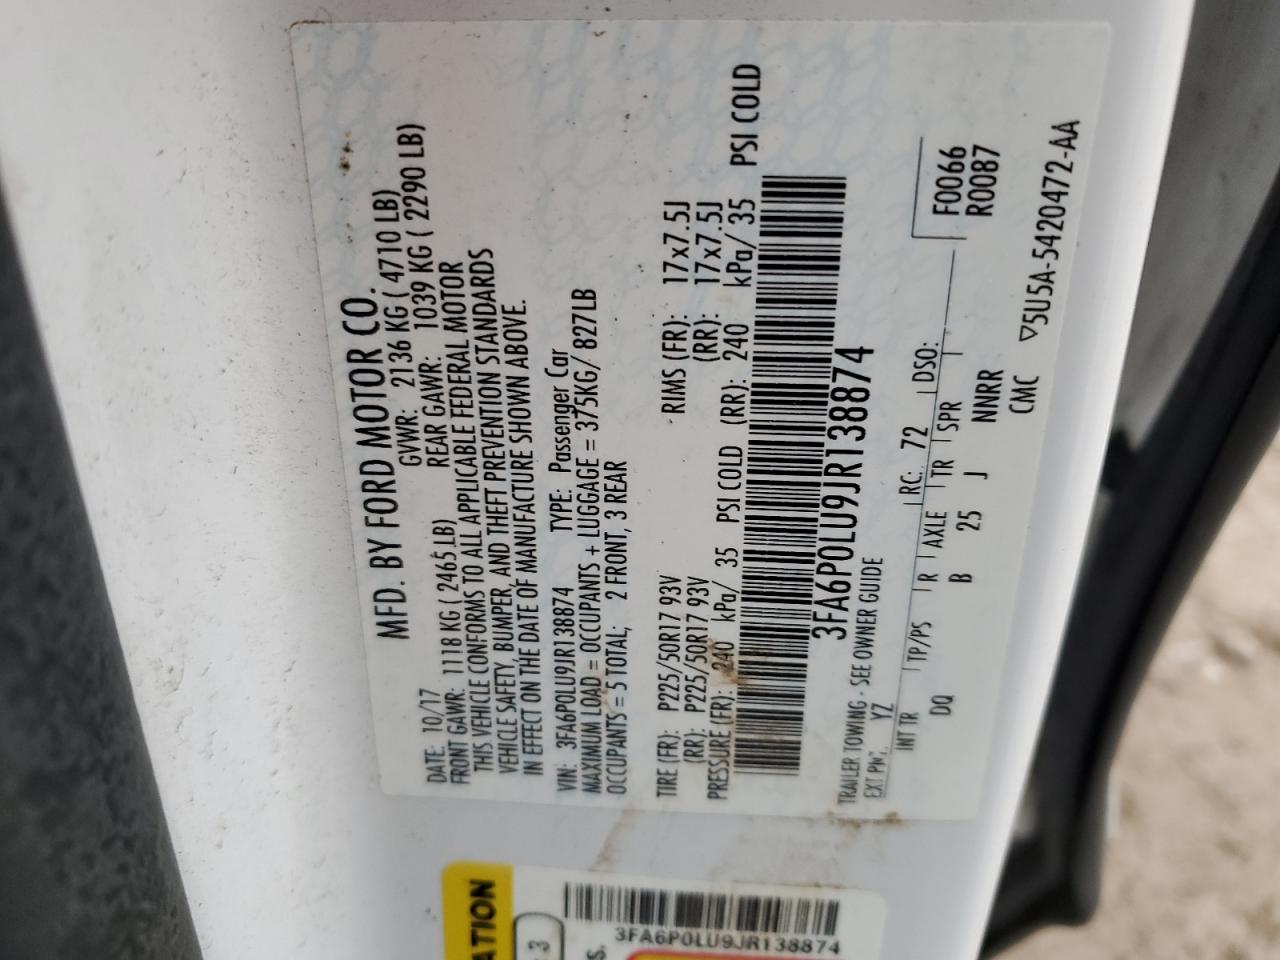 MFD. BY FORD MOTOR CO.
DATE: 10/17 GVWR: 2136 KG ( 4710 LB)
FRONT GAWR: 1118 KG ( 2465 LB) REAR GAWR: 1039 KG ( 2290 LB)
THIS VEHICLE CONFORMS TO ALL APPLICABLE FEDERAL MOTOR
VEHICLE SAFETY, BUMPER, AND THEFT PREVENTION STANDARDS
IN EFFECT ON THE DATE OF MANUFACTURE SHOWN ABOVE.
VIN: 3FA6P0LU9JR138874 TYPE: Passenger Car
MAXIMUM LOAD = OCCUPANTS + LUGGAGE = 375KG/ 827LB
OCCUPANTS = 5 TOTAL; 2 FRONT, 3 REAR
TIRE (FR): P225/50R17 93V RIMS (FR): 17x7.5J
(RR): P225/50R17 93V (RR): 17x7.5J
PRESSURE (FR): 240 kPa/ 35 PSI COLD (RR): 240 kPa/ 35 PSI COLD
3FA6P0LU9JR138874
TRAILER TOWING - SEE OWNER GUIDE
EXT PNT: YZ RC: 72 DSO: F0066
R0087
INT TR TP/PS R AXLE TR SPR
DQ B 25 J NNRR
CMC ▽5U5A-5420472-AA
ATION
3FA6P0LU9JR138874